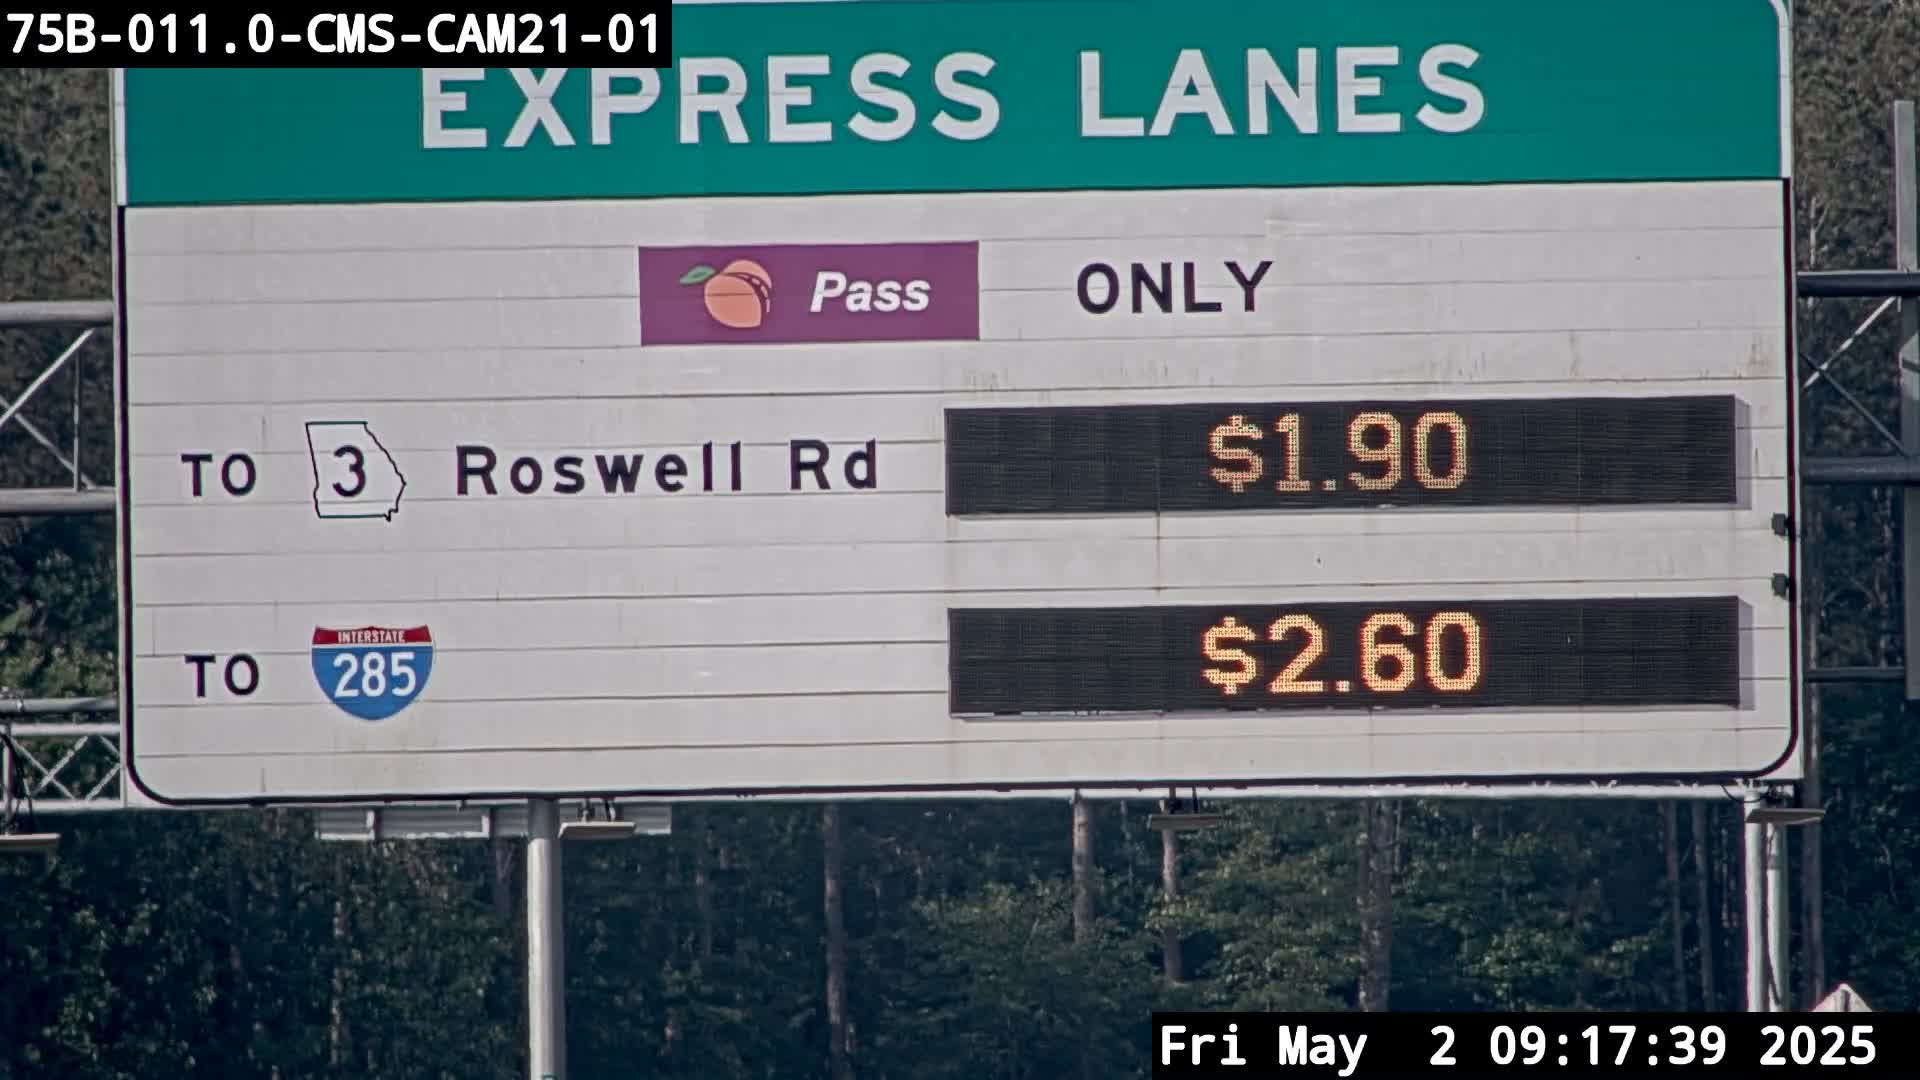 75B-011.0-CMS-CAM21-01
EXPRESS LANES
Pass ONLY
TO 3 Roswell Rd $1.90
TO INTERSTATE 285 $2.60
Fri May 2 09:17:39 2025